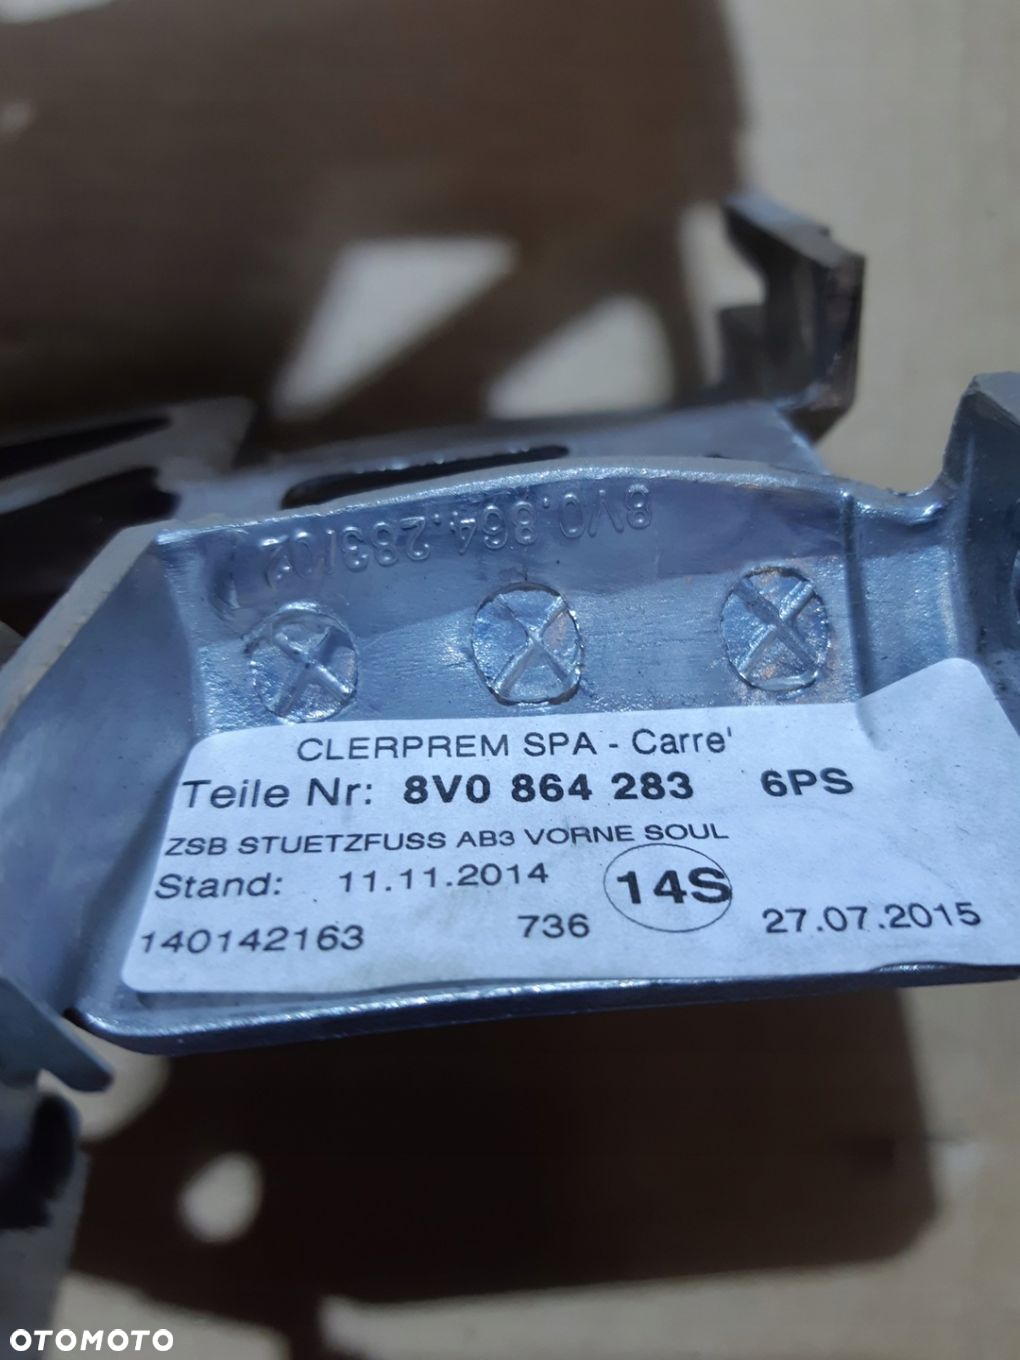 8V0.864.283/02
CLERPREM SPA - Carre'
Teile Nr: 8V0 864 283 6PS
ZSB STUETZFUSS AB3 VORNE SOUL
Stand: 11.11.2014 14S
140142163 736 27.07.2015
OTOMOTO